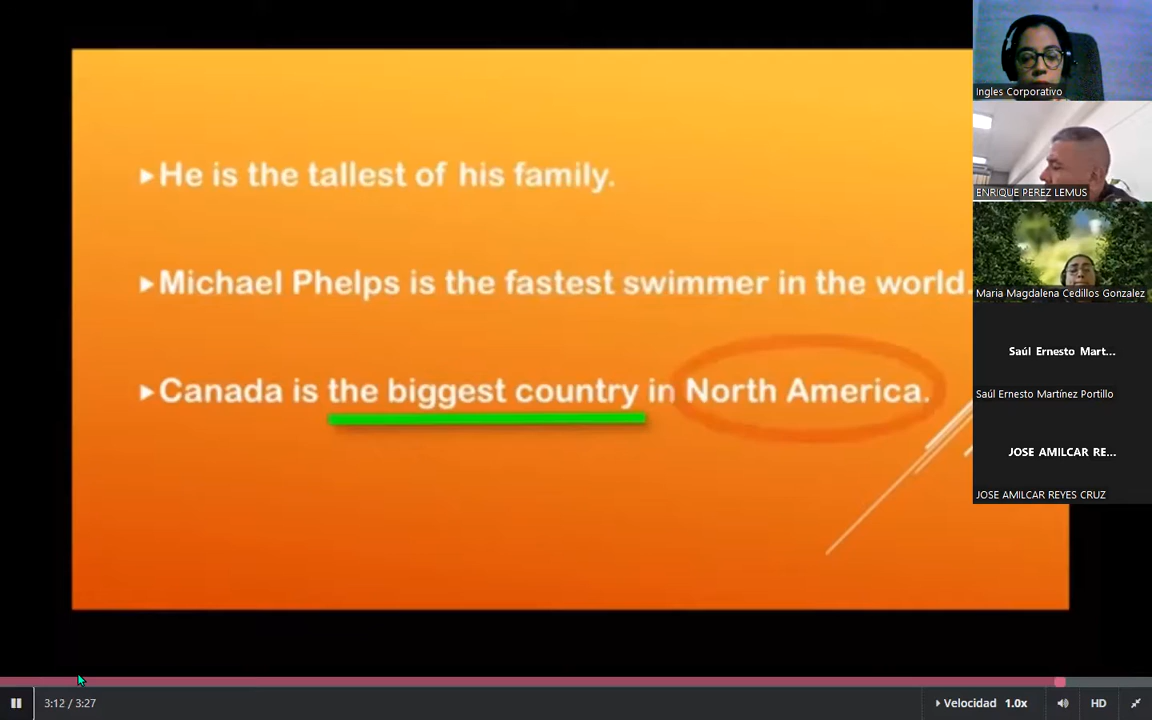 He is the tallest of his family.
Michael Phelps is the fastest swimmer in the world.
Canada is the biggest country in North America.
Ingles Corporativo
ENRIQUE PEREZ LEMUS
Maria Magdalena Cedillos Gonzalez
Saúl Ernesto Mart...
Saúl Ernesto Martínez Portillo
JOSE AMILCAR RE...
JOSE AMILCAR REYES CRUZ
3:12 / 3:27
Velocidad 1.0x
HD